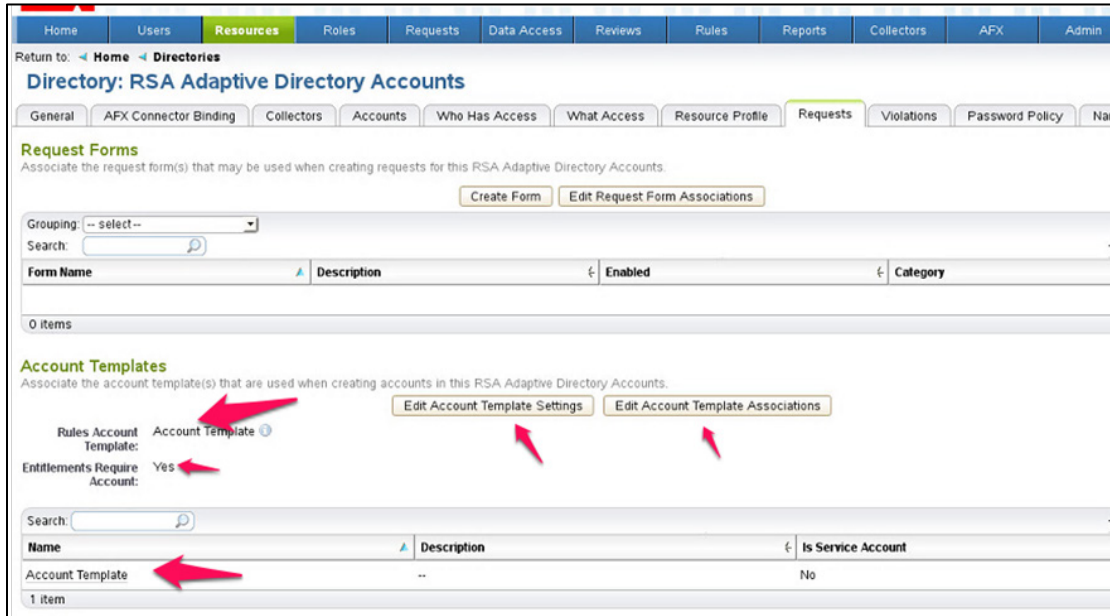 Home Users Resources Roles Requests Data Access Reviews Rules Reports Collectors AFX Admin
Return to: Home Directories
Directory: RSA Adaptive Directory Accounts
General AFX Connector Binding Collectors Accounts Who Has Access What Access Resource Profile Requests Violations Password Policy Na
Request Forms
Associate the request form(s) that may be used when creating requests for this RSA Adaptive Directory Accounts.
Create Form Edit Request Form Associations
Grouping: -- select--
Search:
Form Name Description Enabled Category
0 items
Account Templates
Associate the account template(s) that are used when creating accounts in this RSA Adaptive Directory Accounts.
Edit Account Template Settings Edit Account Template Associations
Rules Account Template: Account Template
Entitlements Require Account: Yes
Search:
Name Description Is Service Account
Account Template -- No
1 item